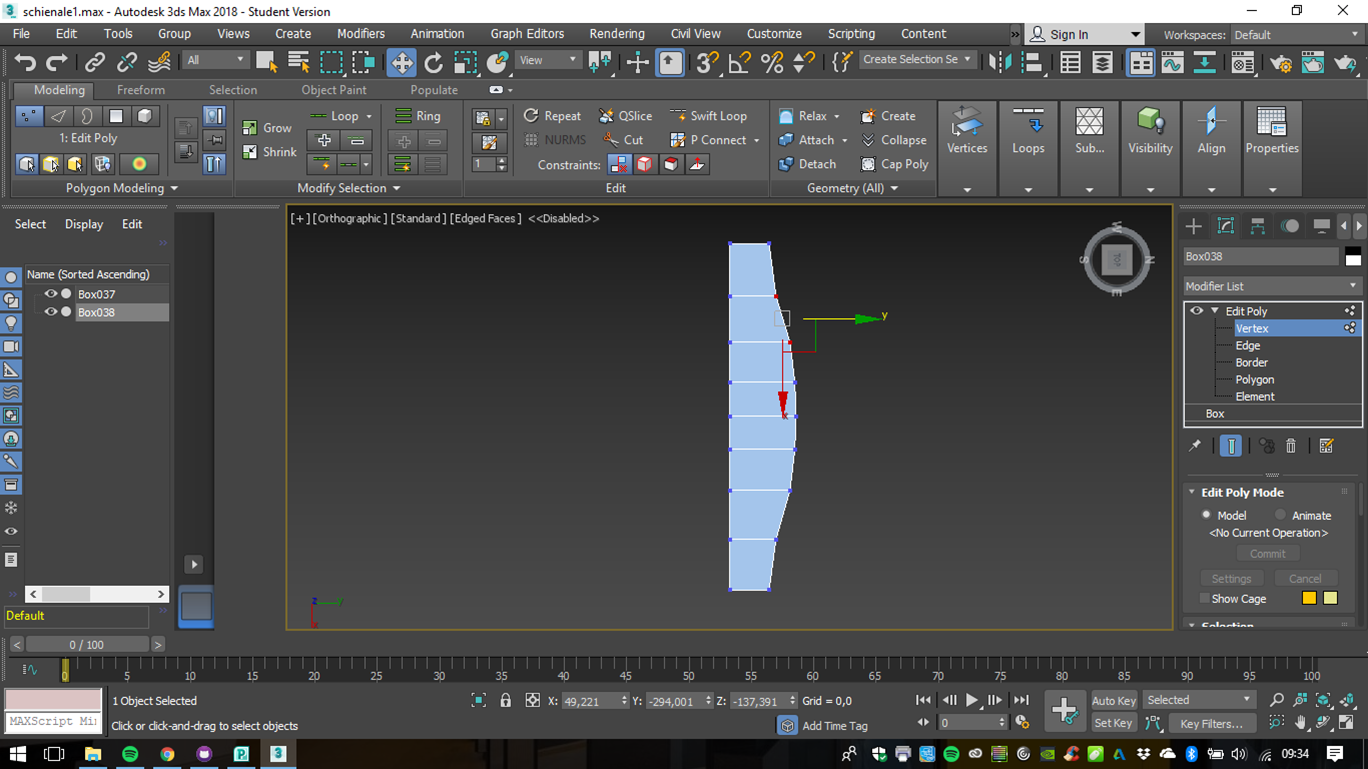 schienale1.max - Autodesk 3ds Max 2018 - Student Version
File Edit Tools Group Views Create Modifiers Animation Graph Editors Rendering Civil View Customize Scripting Content » Sign In Workspaces: Default
All View Create Selection Se
Modeling Freeform Selection Object Paint Populate
1: Edit Poly
Grow
Shrink
Loop
Ring
1
Repeat QSlice Swift Loop
NURMS Cut P Connect
Constraints:
Relax Create
Attach Collapse
Detach Cap Poly
Vertices Loops Sub... Visibility Align Properties
Polygon Modeling Modify Selection Edit Geometry (All)
Select Display Edit
Name (Sorted Ascending)
Box037
Box038
Default
[+] [Orthographic] [Standard] [Edged Faces] <<Disabled>>
y
x
W
S TOP N
E
z y
x
Box038
Modifier List
Edit Poly
Vertex
Edge
Border
Polygon
Element
Box
Edit Poly Mode
Model Animate
<No Current Operation>
Commit
Settings Cancel
Show Cage
Selection
< 0 / 100 >
0 5 10 15 20 25 30 35 40 45 50 55 60 65 70 75 80 85 90 95 100
1 Object Selected
X: 49,221 Y: -294,001 Z: -137,391 Grid = 0,0
MAXScript Mi
Click or click-and-drag to select objects
Add Time Tag
0
Auto Key Selected
Set Key Key Filters...
09:34